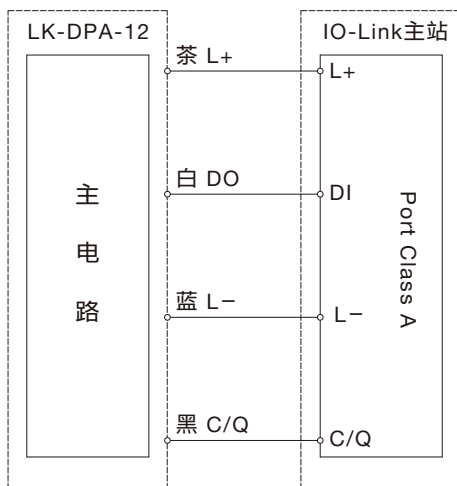 LK-DPA-12
IO-Link主站
茶 L+
L+
白 DO
DI
主
电
路
Port Class A
蓝 L−
L−
黑 C/Q
C/Q